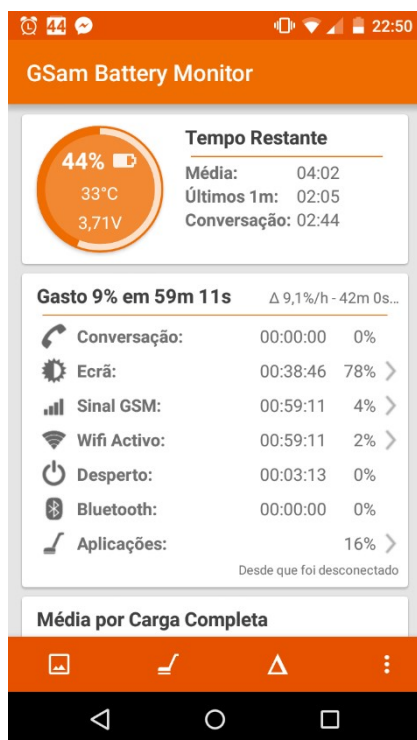 44 22:50
GSam Battery Monitor
44%
33°C
3,71V
Tempo Restante
Média: 04:02
Últimos 1m: 02:05
Conversação: 02:44
Gasto 9% em 59m 11s Δ 9,1%/h - 42m 0s...
Conversação: 00:00:00 0%
Ecrã: 00:38:46 78%
Sinal GSM: 00:59:11 4%
Wifi Activo: 00:59:11 2%
Desperto: 00:03:13 0%
Bluetooth: 00:00:00 0%
Aplicações: 16%
Desde que foi desconectado
Média por Carga Completa
Δ